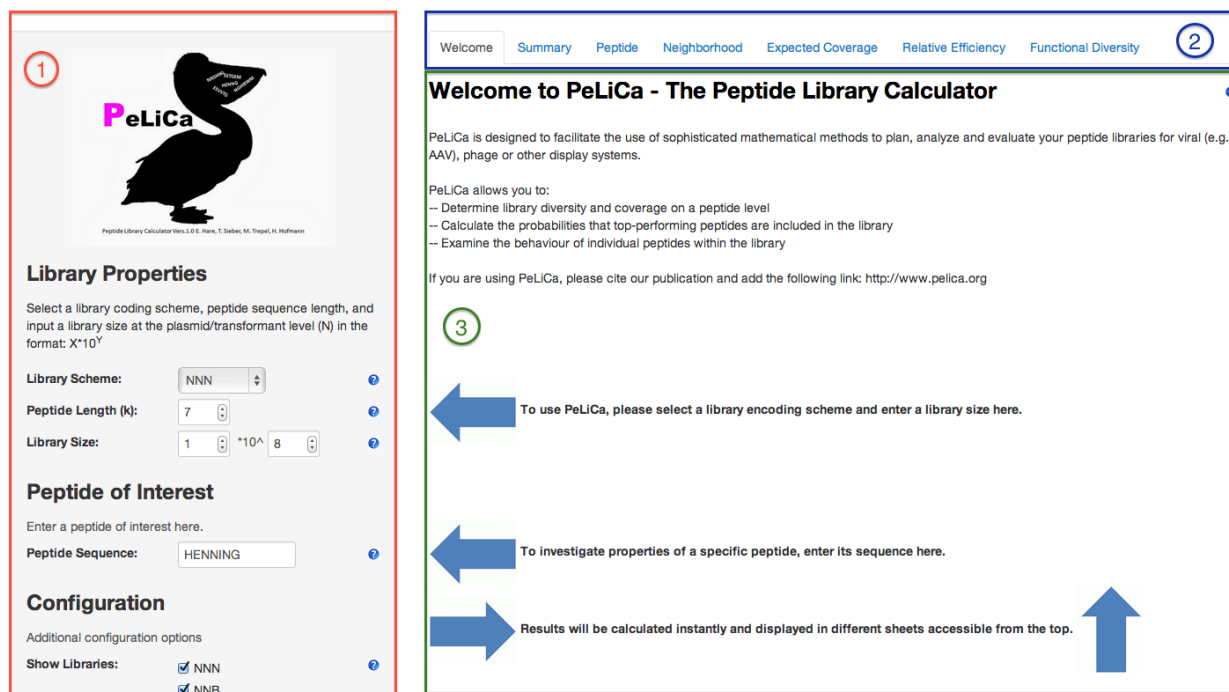 1
NNSGNNL
PeLiCa
Peptide Library Calculator Vers.1.0 E. Hare, T. Sieber, M. Trepel, H. Hofmann
Library Properties
Select a library coding scheme, peptide sequence length, and
input a library size at the plasmid/transformant level (N) in the
format: X*10^Y
Library Scheme: NNN
Peptide Length (k): 7
Library Size: 1 *10^ 8
Peptide of Interest
Enter a peptide of interest here.
Peptide Sequence: HENNING
Configuration
Additional configuration options
Show Libraries: NNN
NNB
Welcome Summary Peptide Neighborhood Expected Coverage Relative Efficiency Functional Diversity 2
Welcome to PeLiCa - The Peptide Library Calculator
PeLiCa is designed to facilitate the use of sophisticated mathematical methods to plan, analyze and evaluate your peptide libraries for viral (e.g.
AAV), phage or other display systems.
PeLiCa allows you to:
-- Determine library diversity and coverage on a peptide level
-- Calculate the probabilities that top-performing peptides are included in the library
-- Examine the behaviour of individual peptides within the library
If you are using PeLiCa, please cite our publication and add the following link: http://www.pelica.org
3
To use PeLiCa, please select a library encoding scheme and enter a library size here.
To investigate properties of a specific peptide, enter its sequence here.
Results will be calculated instantly and displayed in different sheets accessible from the top.